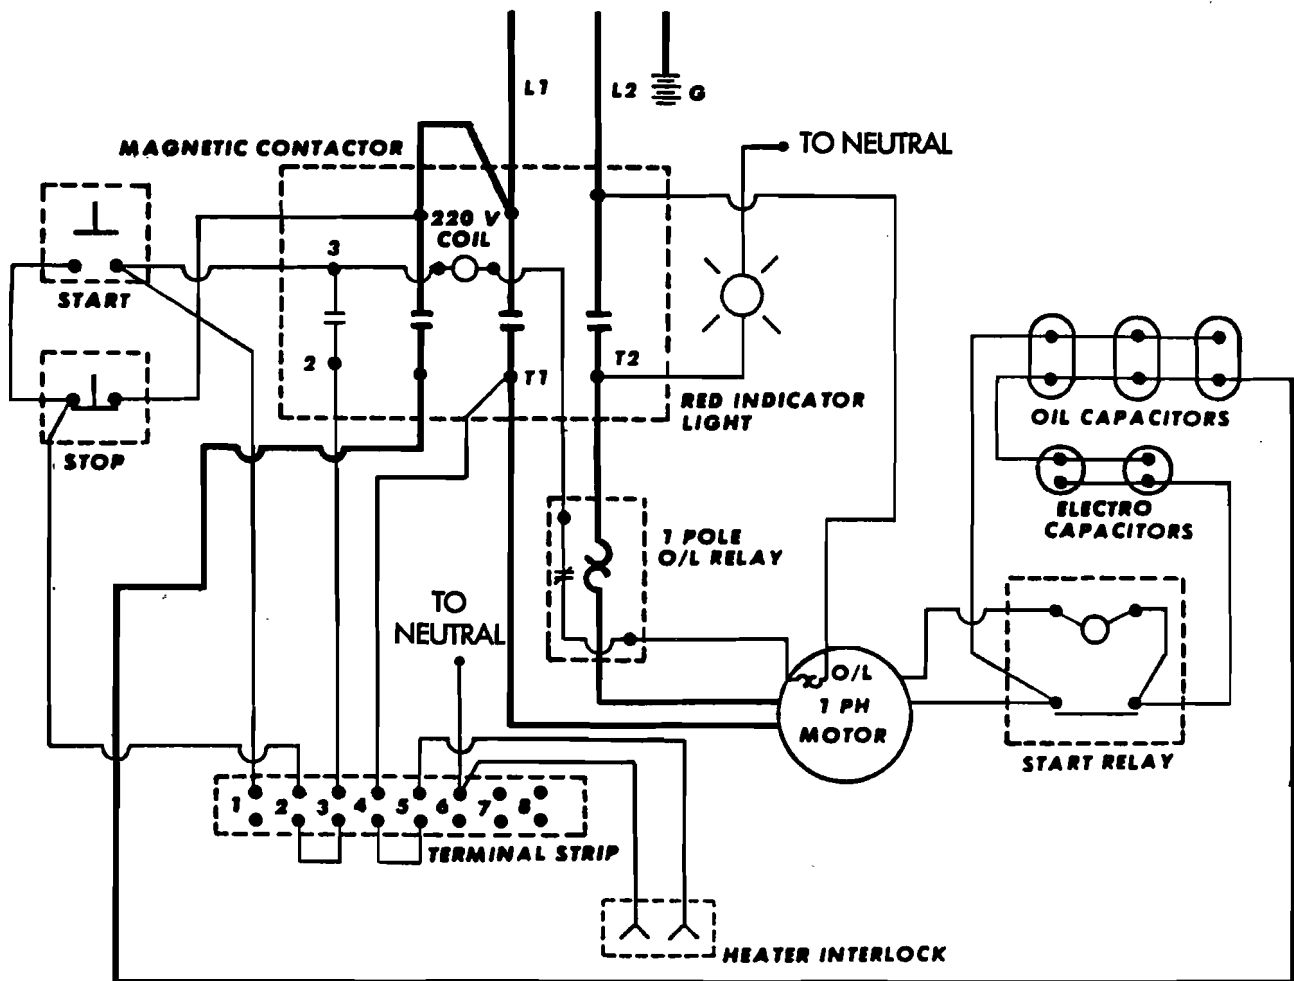 L1
L2
G
MAGNETIC CONTACTOR
TO NEUTRAL
220 V
COIL
3
START
2
T1
T2
RED INDICATOR
LIGHT
STOP
OIL CAPACITORS
ELECTRO
CAPACITORS
1 POLE
O/L RELAY
TO
NEUTRAL
O/L
1 PH
MOTOR
START RELAY
1 2 3 4 5 6 7 8
TERMINAL STRIP
HEATER INTERLOCK